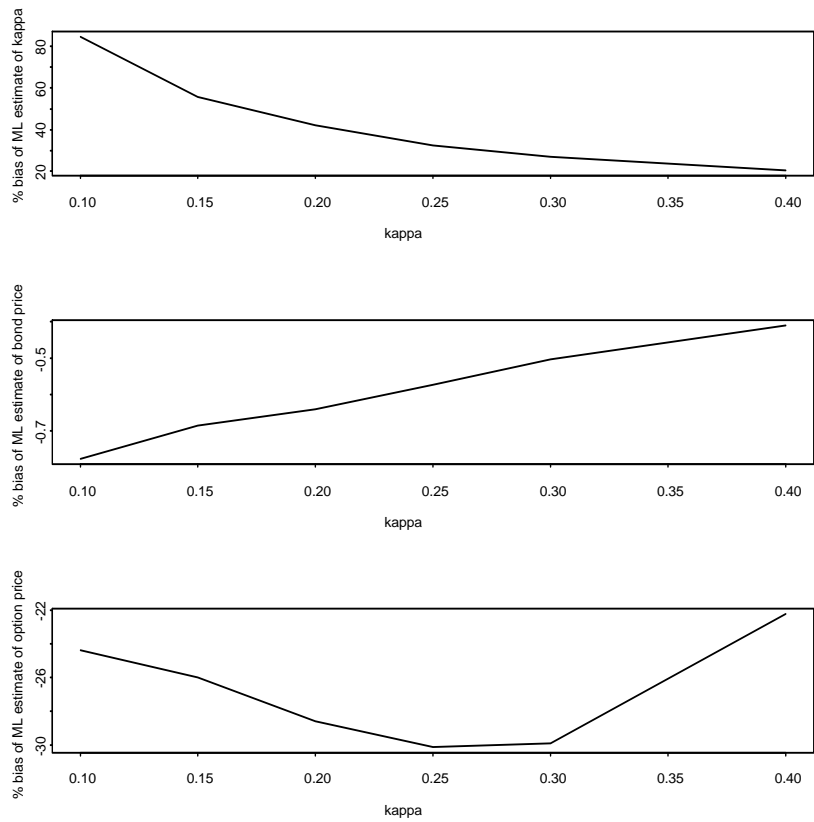 % bias of ML estimate of kappa
80
60
40
20
0.10 0.15 0.20 0.25 0.30 0.35 0.40
kappa
% bias of ML estimate of bond price
-0.5
-0.7
0.10 0.15 0.20 0.25 0.30 0.35 0.40
kappa
% bias of ML estimate of option price
-22
-26
-30
0.10 0.15 0.20 0.25 0.30 0.35 0.40
kappa